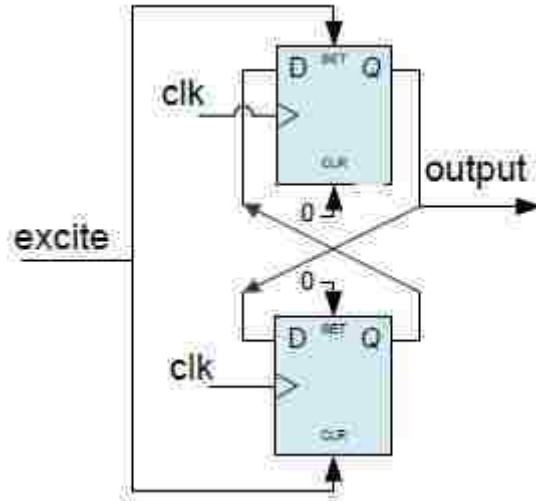 SET
D Q
clk
CLR
output
0
excite
0
SET
D Q
clk
CLR